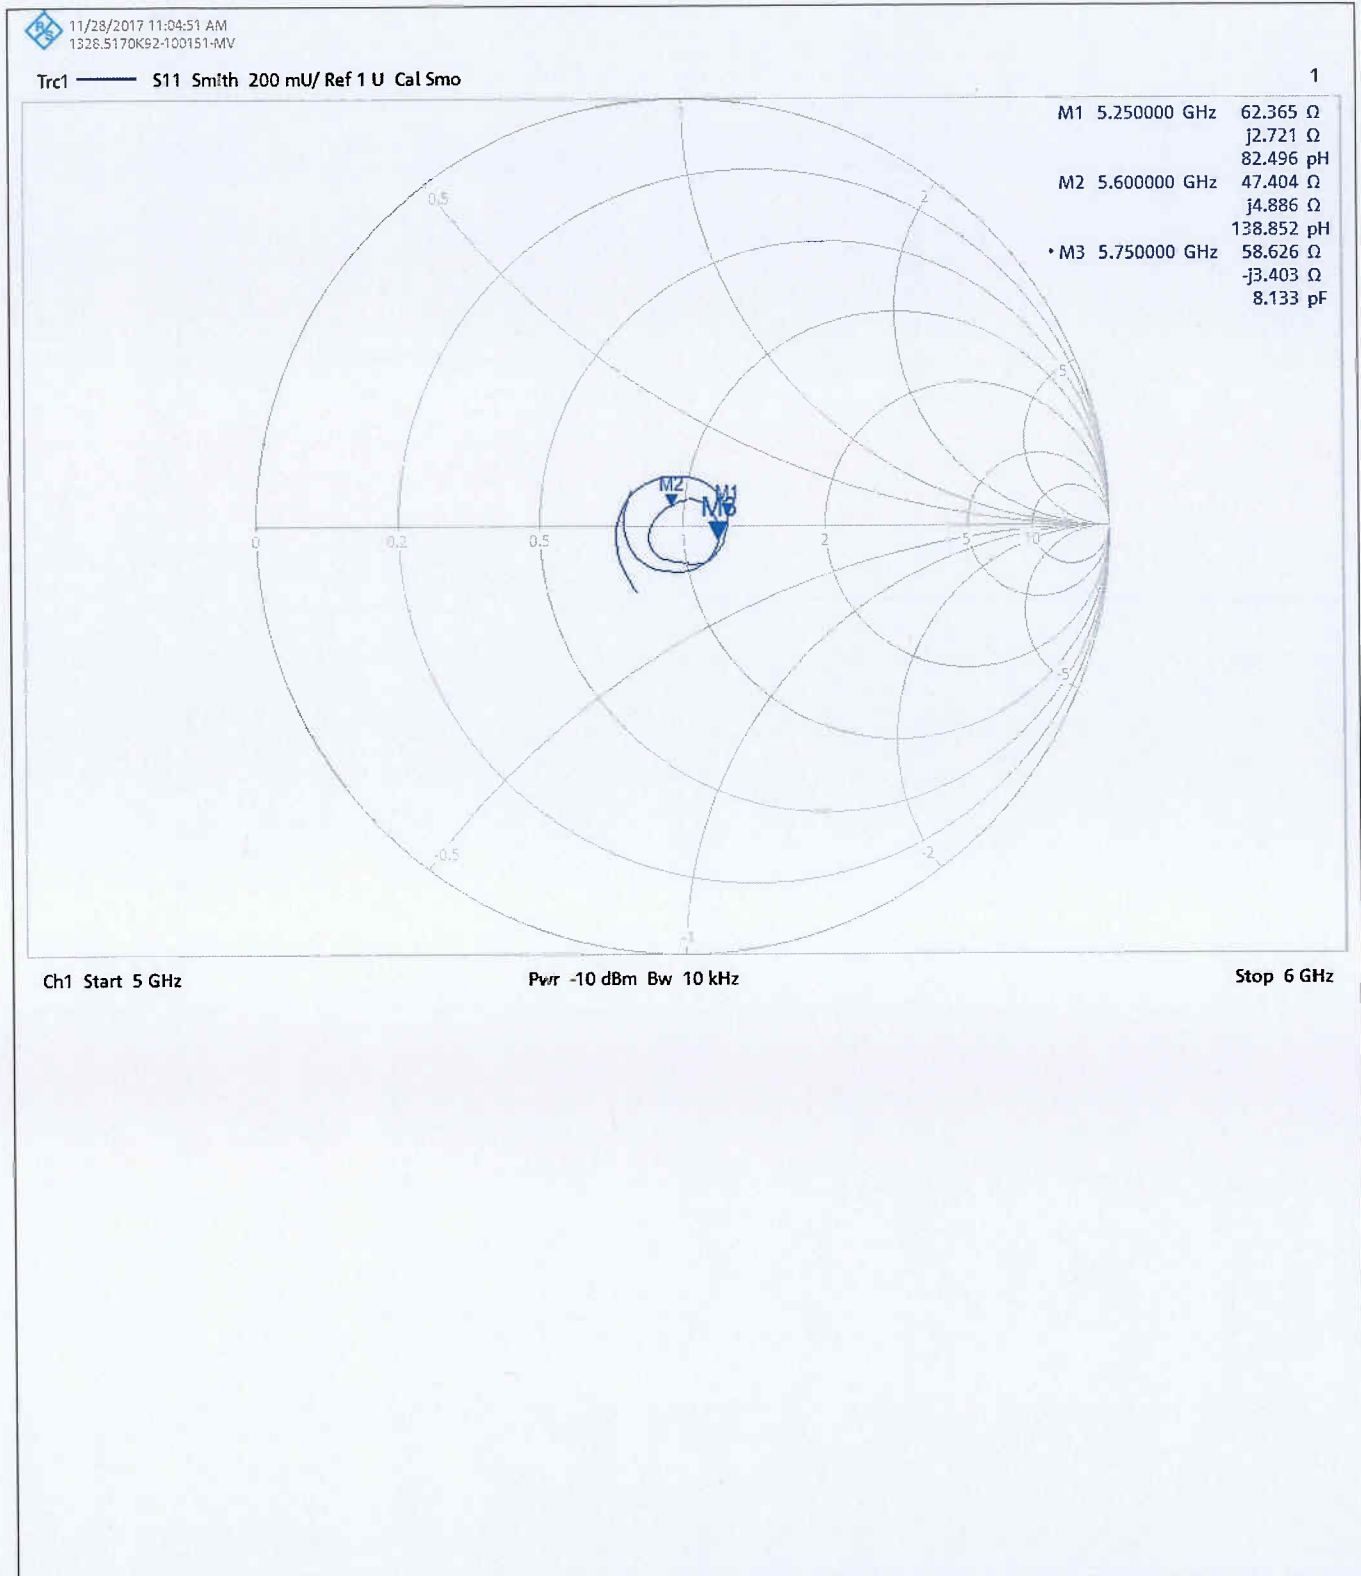 R&S
11/28/2017 11:04:51 AM
1328.5170K92-100151-MV
Trc1 S11 Smith 200 mU/ Ref 1 U Cal Smo
1
M1 5.250000 GHz 62.365 Ω
j2.721 Ω
82.496 pH
M2 5.600000 GHz 47.404 Ω
j4.886 Ω
138.852 pH
• M3 5.750000 GHz 58.626 Ω
-j3.403 Ω
8.133 pF
1
0.5
2
5
M2
M1
M3
0
0.2
0.5
1
2
5
10
-5
-0.5
-2
-1
Ch1 Start 5 GHz
Pwr -10 dBm Bw 10 kHz
Stop 6 GHz